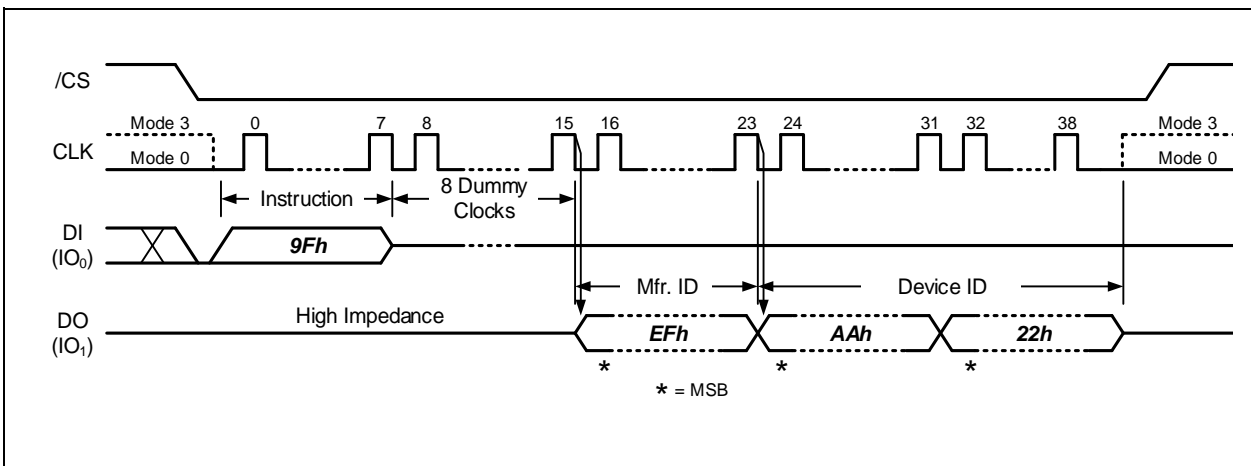 /CS
Mode 3 0 7 8 15 16 23 24 31 32 38 Mode 3
CLK Mode 0 Mode 0
Instruction 8 Dummy
Clocks
DI
(IO0)
9Fh
Mfr. ID Device ID
DO
(IO1)
High Impedance
EFh AAh 22h
* * *
* = MSB